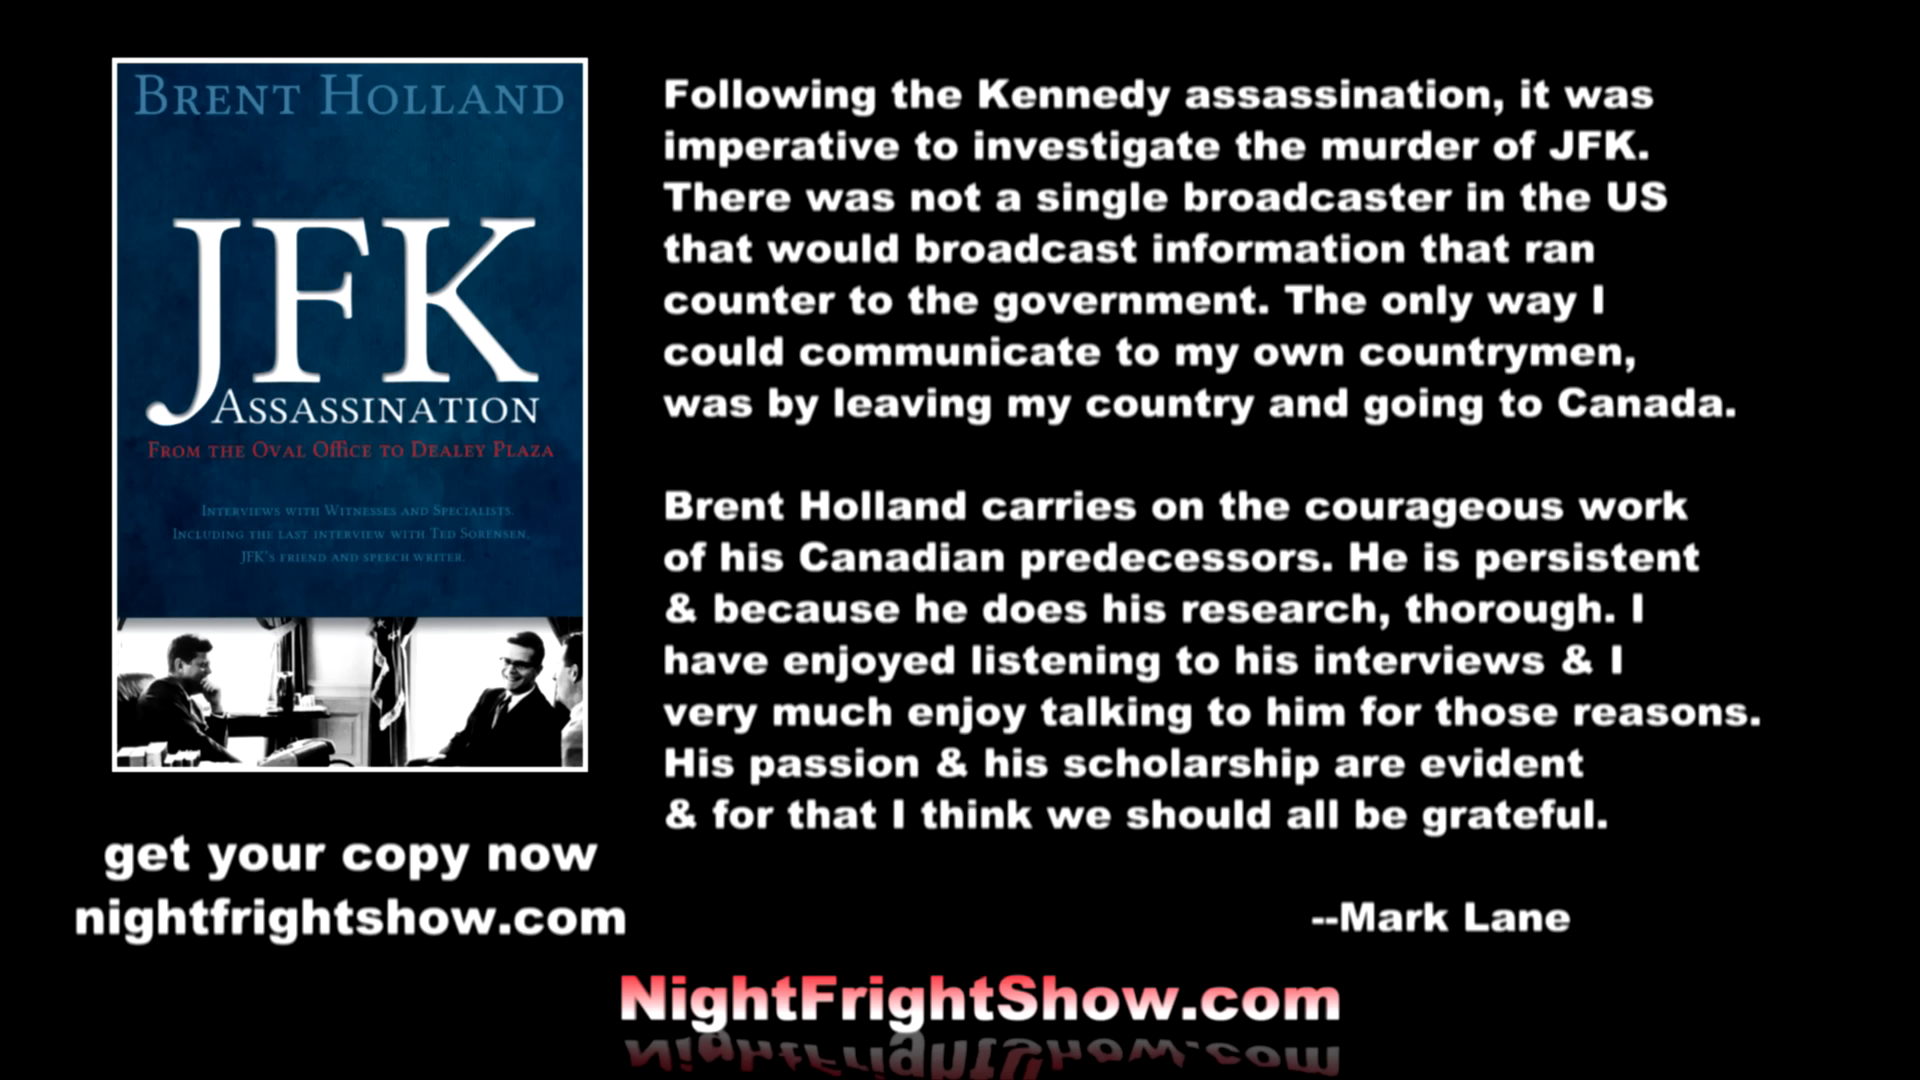 BRENT HOLLAND
JFK
ASSASSINATION
FROM THE OVAL OFFICE TO DEALEY PLAZA
INTERVIEWS WITH WITNESSES AND SPECIALISTS.
INCLUDING THE LAST INTERVIEW WITH TED SORENSEN,
JFK'S FRIEND AND SPEECH WRITER.
get your copy now
nightfrightshow.com
Following the Kennedy assassination, it was
imperative to investigate the murder of JFK.
There was not a single broadcaster in the US
that would broadcast information that ran
counter to the government. The only way I
could communicate to my own countrymen,
was by leaving my country and going to Canada.
Brent Holland carries on the courageous work
of his Canadian predecessors. He is persistent
& because he does his research, thorough. I
have enjoyed listening to his interviews & I
very much enjoy talking to him for those reasons.
His passion & his scholarship are evident
& for that I think we should all be grateful.
--Mark Lane
NightFrightShow.com